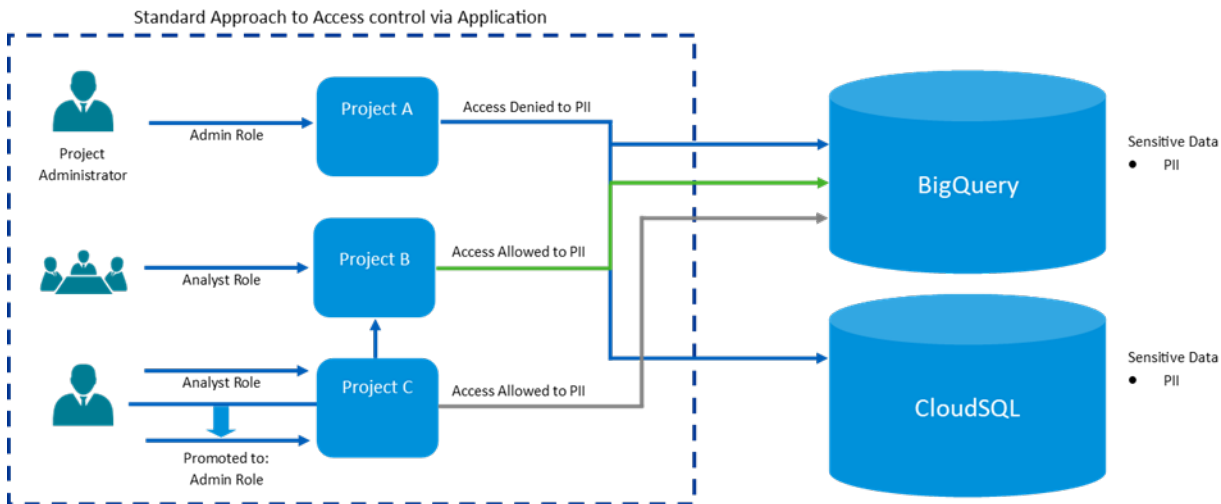 Standard Approach to Access control via Application
Project A
Access Denied to PII
Admin Role
Project
Administrator
BigQuery
Sensitive Data
● PII
Project B
Access Allowed to PII
Analyst Role
Analyst Role
Project C
Access Allowed to PII
Promoted to:
Admin Role
CloudSQL
Sensitive Data
● PII